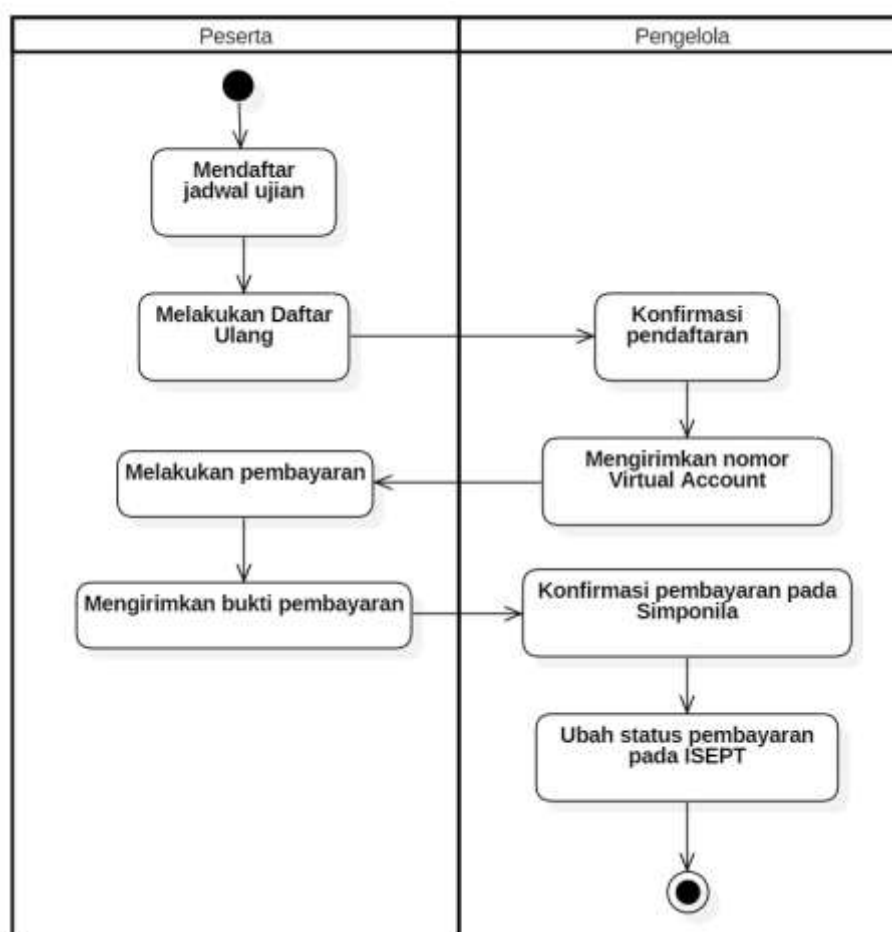 Peserta
Pengelola
Mendaftar
jadwal ujian
Melakukan Daftar
Ulang
Konfirmasi
pendaftaran
Mengirimkan nomor
Virtual Account
Melakukan pembayaran
Mengirimkan bukti pembayaran
Konfirmasi pembayaran pada
Simponila
Ubah status pembayaran
pada ISEPT